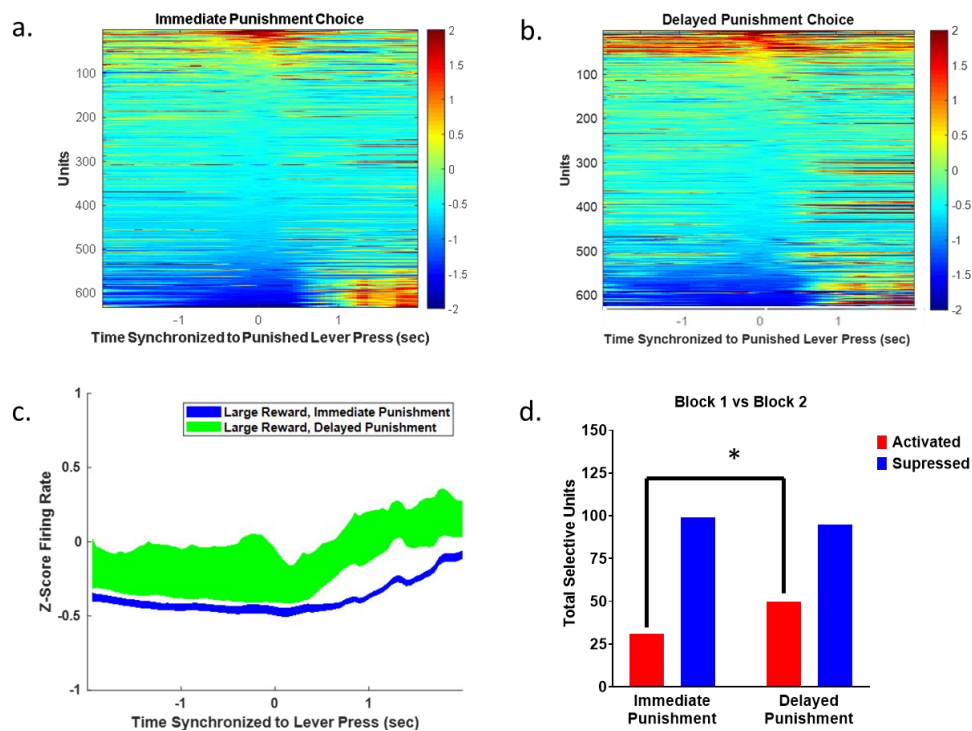 a.
Immediate Punishment Choice
Units
100
200
300
400
500
600
-1
0
1
2
1.5
1
0.5
0
-0.5
-1
-1.5
-2
Time Synchronized to Punished Lever Press (sec)
b.
Delayed Punishment Choice
Units
100
200
300
400
500
600
-1
0
1
2
1.5
1
0.5
0
-0.5
-1
-1.5
-2
Time Synchronized to Punished Lever Press (sec)
c.
Large Reward, Immediate Punishment
Large Reward, Delayed Punishment
Z-Score Firing Rate
1
0.5
0
-0.5
-1
-1
0
1
Time Synchronized to Lever Press (sec)
d.
Block 1 vs Block 2
Activated
Supressed
*
Total Selective Units
150
125
100
75
50
25
0
Immediate
Punishment
Delayed
Punishment